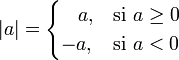 |a| = { a, si a ≥ 0
-a, si a < 0